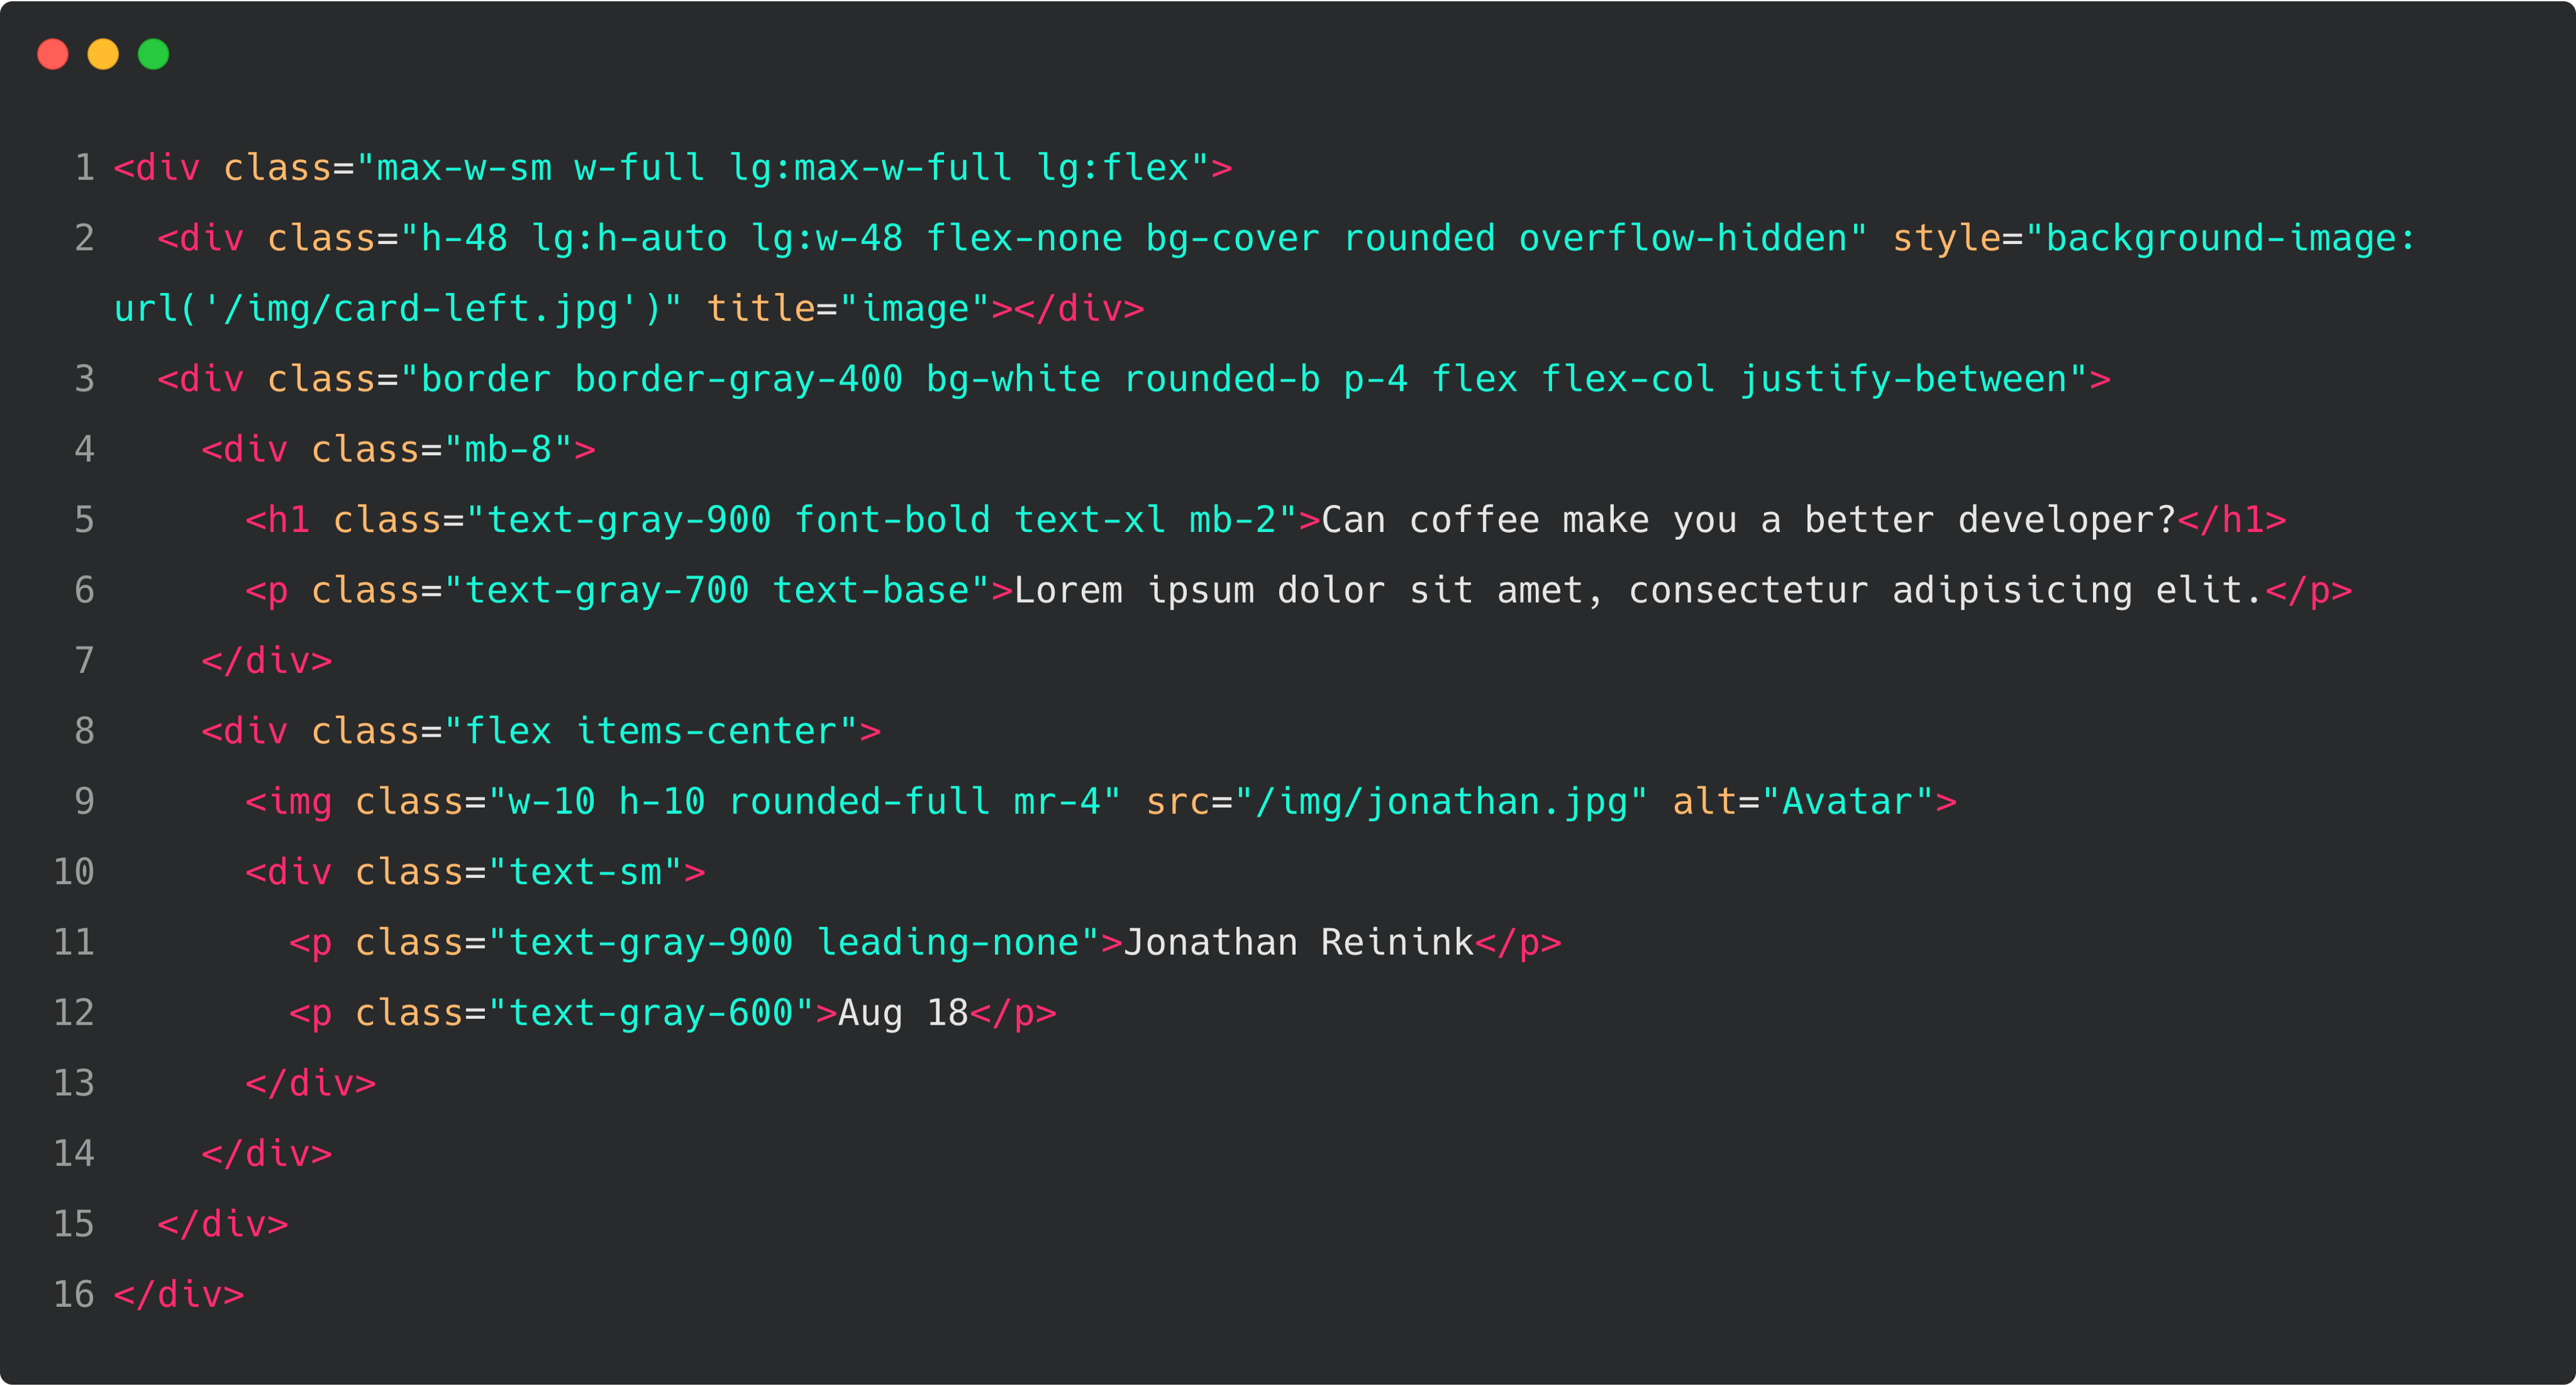 1 <div class="max-w-sm w-full lg:max-w-full lg:flex">
2   <div class="h-48 lg:h-auto lg:w-48 flex-none bg-cover rounded overflow-hidden" style="background-image:
url('/img/card-left.jpg')" title="image"></div>
3   <div class="border border-gray-400 bg-white rounded-b p-4 flex flex-col justify-between">
4     <div class="mb-8">
5       <h1 class="text-gray-900 font-bold text-xl mb-2">Can coffee make you a better developer?</h1>
6       <p class="text-gray-700 text-base">Lorem ipsum dolor sit amet, consectetur adipisicing elit.</p>
7     </div>
8     <div class="flex items-center">
9       <img class="w-10 h-10 rounded-full mr-4" src="/img/jonathan.jpg" alt="Avatar">
10       <div class="text-sm">
11         <p class="text-gray-900 leading-none">Jonathan Reinink</p>
12         <p class="text-gray-600">Aug 18</p>
13       </div>
14     </div>
15   </div>
16 </div>